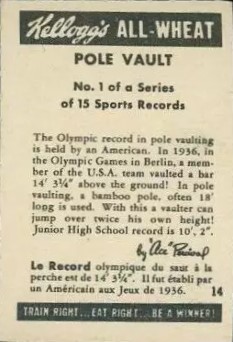 Kellogg's ALL-WHEAT
POLE VAULT
No. 1 of a Series
of 15 Sports Records
The Olympic record in pole vaulting
is held by an American. In 1936, in
the Olympic Games in Berlin, a mem-
ber of the U.S.A. team vaulted a bar
14' 3¼" above the ground! In pole
vaulting, a bamboo pole, often 18'
long is used. With this a vaulter can
jump over twice his own height!
Junior High School record is 10', 2".
by "Ace" Percival
Le Record olympique du saut à la
perche est de 14' 3¼". Il fut établi par
un Américain aux Jeux de 1936. 14
TRAIN RIGHT...EAT RIGHT...BE A WINNER!